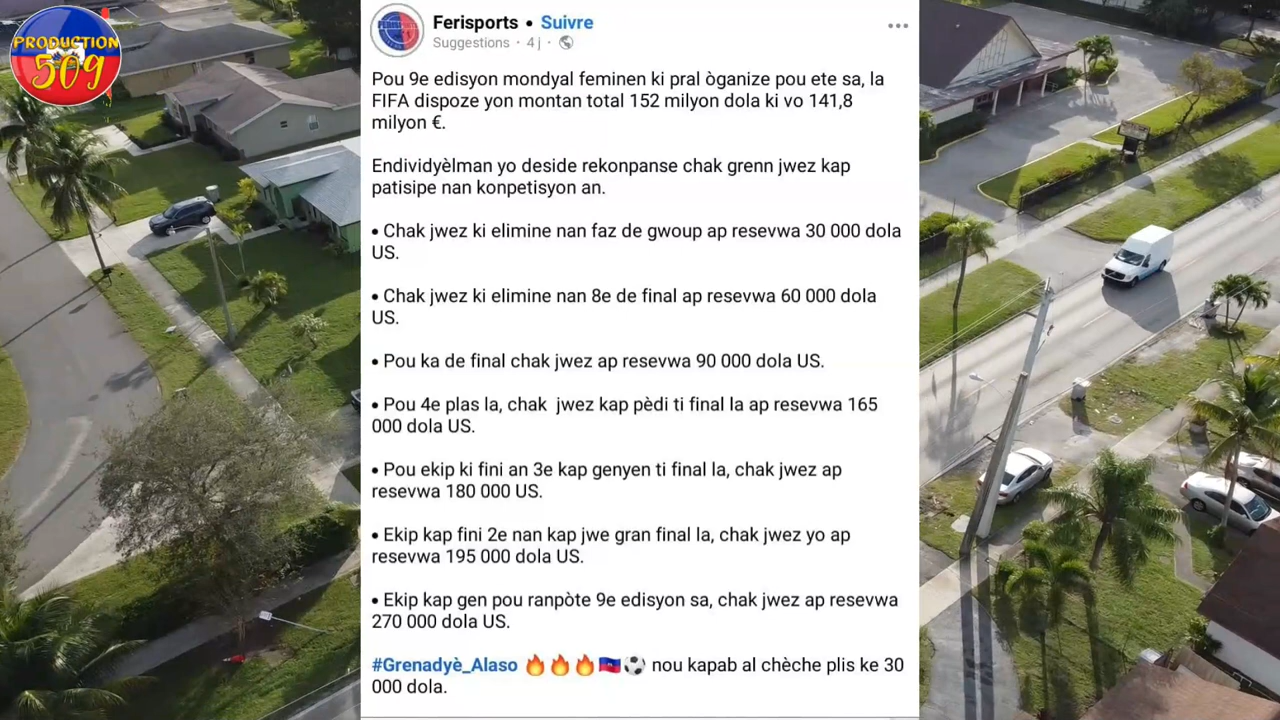 PRODUCTION
509
Ferisports • Suivre
Suggestions · 4 j ·
Pou 9e edisyon mondyal feminen ki pral òganize pou ete sa, la
FIFA dispoze yon montan total 152 milyon dola ki vo 141,8
milyon €.
Endividyèlman yo deside rekonpanse chak grenn jwez kap
patisipe nan konpetisyon an.
• Chak jwez ki elimine nan faz de gwoup ap resevwa 30 000 dola
US.
• Chak jwez ki elimine nan 8e de final ap resevwa 60 000 dola
US.
• Pou ka de final chak jwez ap resevwa 90 000 dola US.
• Pou 4e plas la, chak  jwez kap pèdi ti final la ap resevwa 165
000 dola US.
• Pou ekip ki fini an 3e kap genyen ti final la, chak jwez ap
resevwa 180 000 US.
• Ekip kap fini 2e nan kap jwe gran final la, chak jwez yo ap
resevwa 195 000 dola US.
• Ekip kap gen pou ranpòte 9e edisyon sa, chak jwez ap resevwa
270 000 dola US.
#Grenadyè_Alaso 🔥🔥🔥🇭🇹⚽ nou kapab al chèche plis ke 30
000 dola.